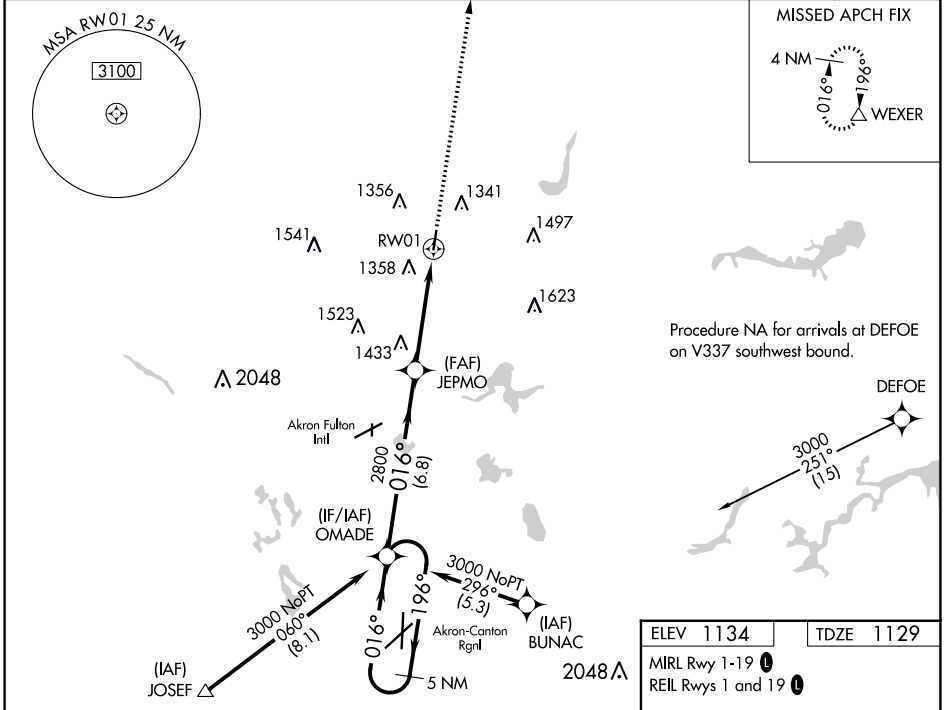 MSA RW01 25 NM
3100
MISSED APCH FIX
4 NM
016°
196°
WEXER
1356
1341
1541
1497
RW01
1358
1623
1523
1433
(FAF)
JEPMO
2048
Procedure NA for arrivals at DEFOE
on V337 southwest bound.
DEFOE
3000
251°
(15)
Akron Fulton
Intl
2800
016°
(6.8)
(IF/IAF)
OMADE
3000 NoPT
296°
(5.3)
(IAF)
BUNAC
3000 NoPT
060°
(8.1)
016°
196°
Akron-Canton
Rgnl
(IAF)
JOSEF
5 NM
2048
ELEV 1134
TDZE 1129
MIRL Rwy 1-19 L
REIL Rwys 1 and 19 L